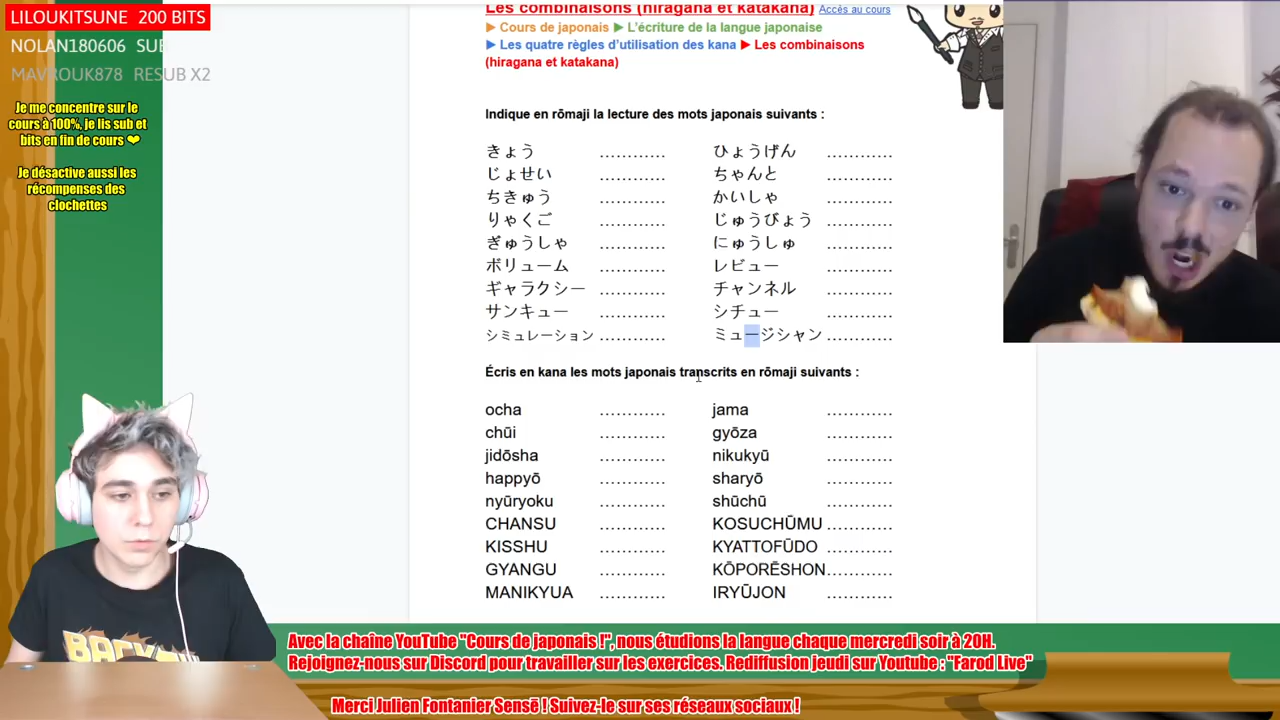 LILOUKITSUNE 200 BITS
NOLAN180606 SUB
MAVROUK878 RESUB X2
Je me concentre sur le
cours à 100%, je lis sub et
bits en fin de cours ❤
Je désactive aussi les
récompenses des
clochettes
Les combinaisons (hiragana et katakana) Accès au cours
▶ Cours de japonais ▶ L'écriture de la langue japonaise
▶ Les quatre règles d'utilisation des kana ▶ Les combinaisons
(hiragana et katakana)
Indique en rōmaji la lecture des mots japonais suivants :
きょう ………… ひょうげん …………
じょせい ………… ちゃんと …………
ちきゅう ………… かいしゃ …………
りゃくご ………… じゅうびょう …………
ぎゅうしゃ ………… にゅうしゅ …………
ボリューム ………… レビュー …………
ギャラクシー ………… チャンネル …………
サンキュー ………… シチュー …………
シミュレーション ………… ミュージシャン …………
Écris en kana les mots japonais transcrits en rōmaji suivants :
ocha ………… jama …………
chūi ………… gyōza …………
jidōsha ………… nikukyū …………
happyō ………… sharyō …………
nyūryoku ………… shūchū …………
CHANSU ………… KOSUCHŪMU …………
KISSHU ………… KYATTOFŪDO …………
GYANGU ………… KŌPORĒSHON …………
MANIKYUA ………… IRYŪJON …………
Avec la chaîne YouTube "Cours de japonais !", nous étudions la langue chaque mercredi soir à 20H.
Rejoignez-nous sur Discord pour travailler sur les exercices. Rediffusion jeudi sur Youtube : "Farod Live"
Merci Julien Fontanier Sensē ! Suivez-le sur ses réseaux sociaux !